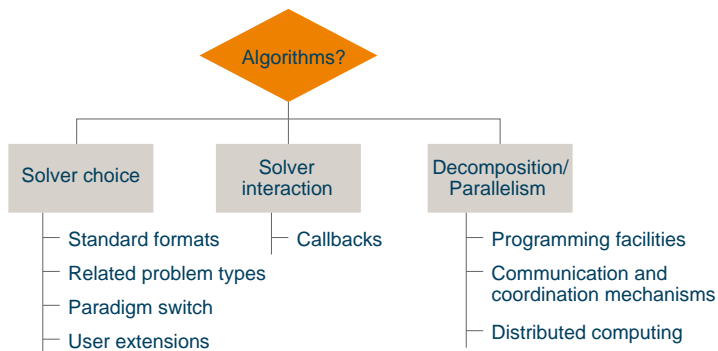 Algorithms?
Solver choice
Solver
interaction
Decomposition/
Parallelism
Standard formats
Related problem types
Paradigm switch
User extensions
Callbacks
Programming facilities
Communication and
coordination mechanisms
Distributed computing